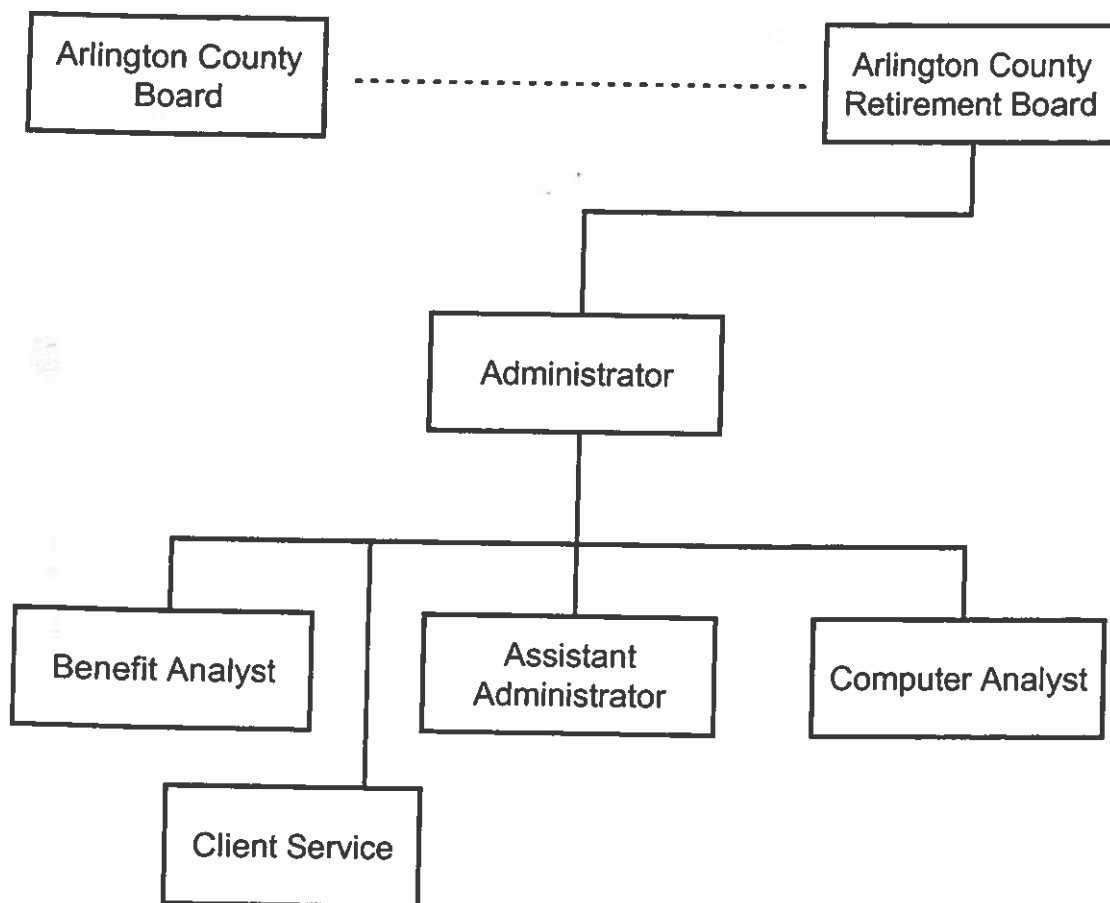 Arlington County
Board
Arlington County
Retirement Board
Administrator
Benefit Analyst
Assistant
Administrator
Computer Analyst
Client Service